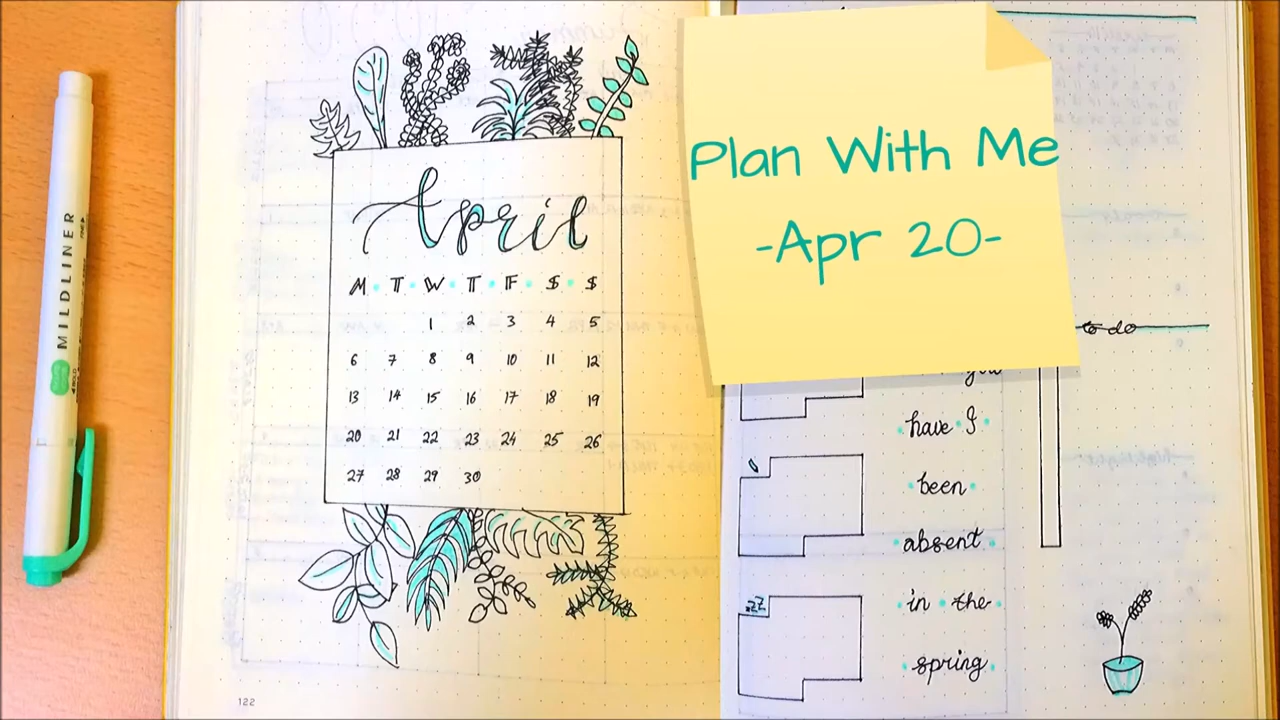 MILDLINER
April
M · T · W · T · F · S · S
1 2 3 4 5
6 7 8 9 10 11 12
13 14 15 16 17 18 19
20 21 22 23 24 25 26
27 28 29 30
122
Plan With Me
-Apr 20-
to do
you
· have · I ·
· been ·
· absent ·
· in · the ·
· spring ·
zz